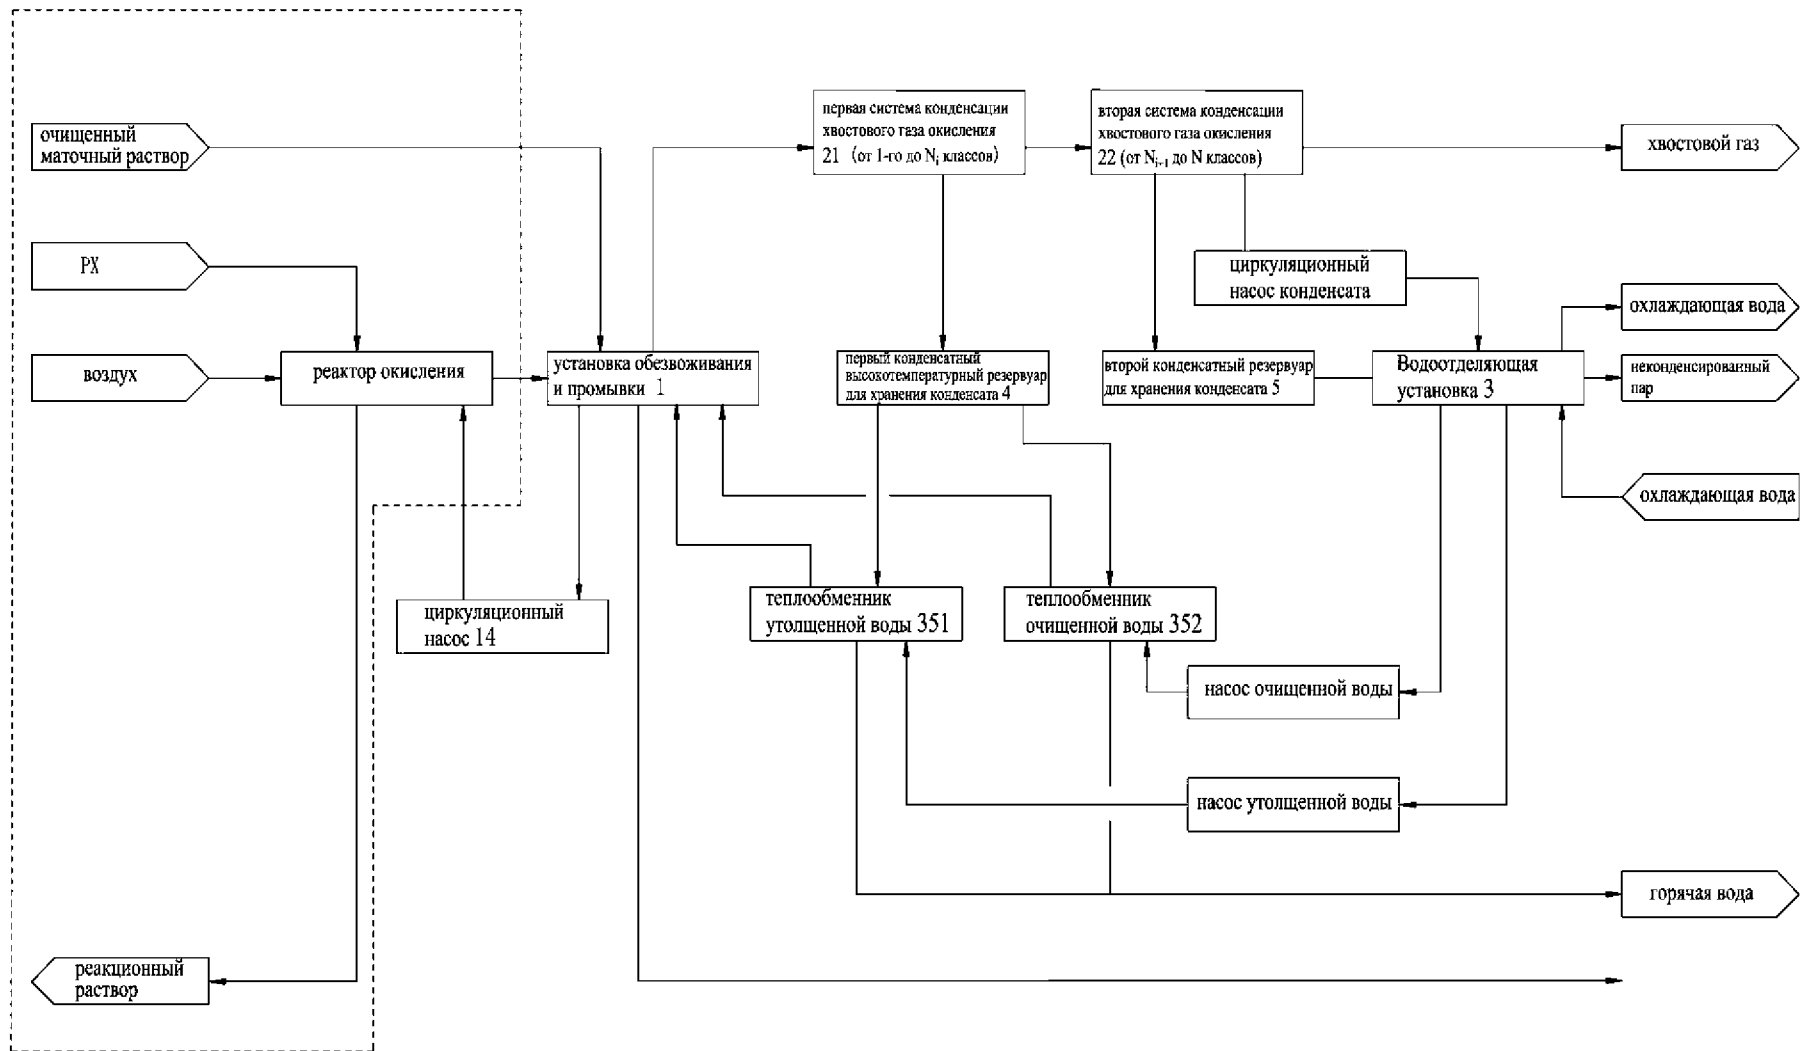 очищенный
маточный раствор
PX
воздух
реактор окисления
установка обезвоживания
и промывки 1
первая система конденсации
хвостового газа окисления
21 (от 1-го до Ni классов)
вторая система конденсации
хвостового газа окисления
22 (от Ni+1 до N классов)
хвостовой газ
циркуляционный
насос конденсата
охлаждающая вода
первый конденсатный
высокотемпературный резервуар
для хранения конденсата 4
второй конденсатный резервуар
для хранения конденсата 5
Водоотделяющая
установка 3
неконденсированный
пар
охлаждающая вода
циркуляционный
насос 14
теплообменник
утолщенной воды 351
теплообменник
очищенной воды 352
насос очищенной воды
насос утолщенной воды
горячая вода
реакционный
раствор